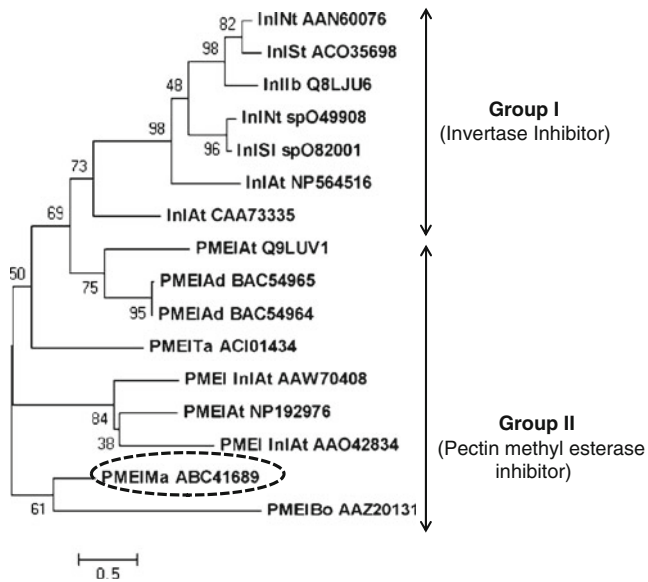 82
InINt AAN60076
98
InISt ACO35698
48
InIIb Q8LJU6
98
InINt spO49908
96
InISl spO82001
73
InIAt NP564516
69
InIAt CAA73335
50
PMEIAt Q9LUV1
75
PMEIAd BAC54965
95
PMEIAd BAC54964
PMEITa ACI01434
PMEI InIAt AAW70408
84
PMEIAt NP192976
38
PMEI InIAt AAO42834
PMEIMa ABC41689
61
PMEIBo AAZ20131
0.5
Group I
(Invertase Inhibitor)
Group II
(Pectin methyl esterase
inhibitor)